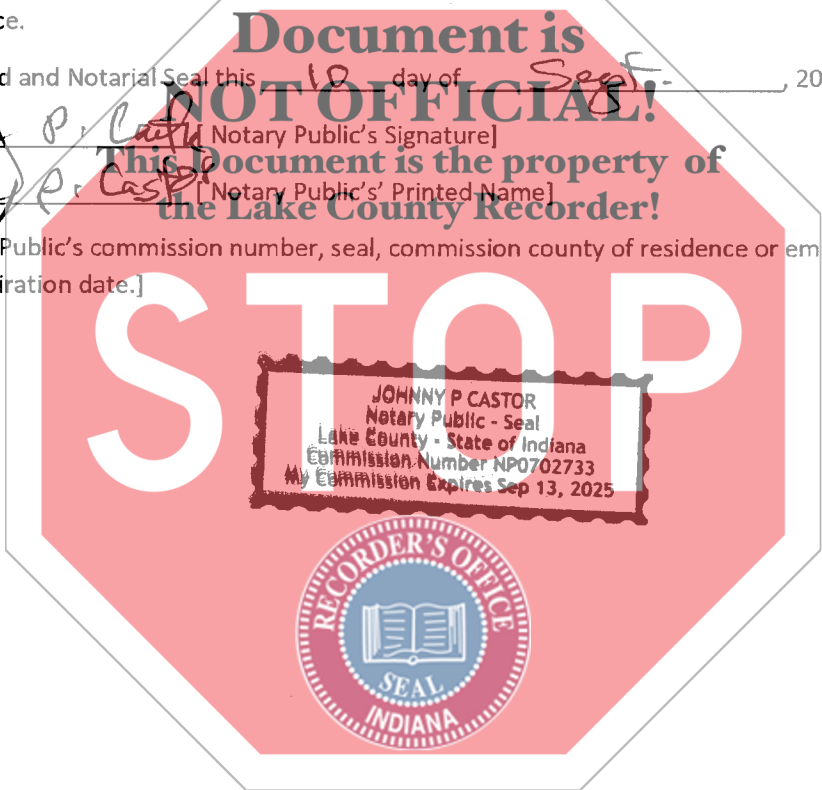 ce.
Document is
d and Notarial Seal this 10 day of Sept. , 20
NOT OFFICIAL!
P. [Notary Public's Signature]
This Document is the property of
P. Castor [Notary Public's' Printed Name]
the Lake County Recorder!
Public's commission number, seal, commission county of residence or em
iration date.]
STOP
JOHNNY P CASTOR
Notary Public - Seal
Lake County - State of Indiana
Commission Number NP0702733
My Commission Expires Sep 13, 2025
RECORDER'S OFFICE
SEAL
INDIANA